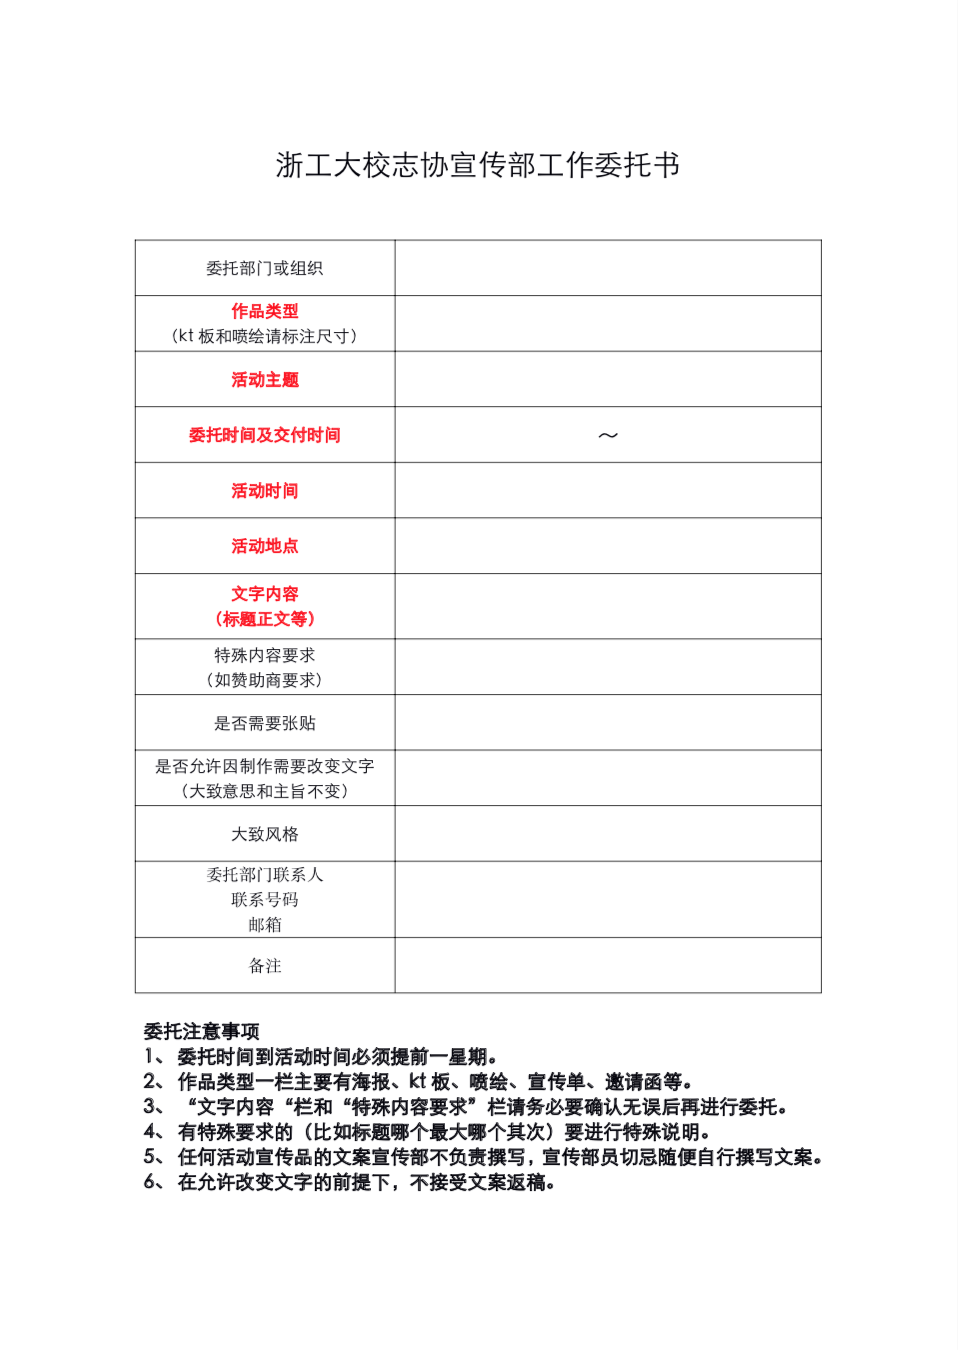 浙工大校志协宣传部工作委托书
委托部门或组织
作品类型
（kt 板和喷绘请标注尺寸）
活动主题
委托时间及交付时间
～
活动时间
活动地点
文字内容
（标题正文等）
特殊内容要求
（如赞助商要求）
是否需要张贴
是否允许因制作需要改变文字
（大致意思和主旨不变）
大致风格
委托部门联系人
联系号码
邮箱
备注
委托注意事项
1、 委托时间到活动时间必须提前一星期。
2、 作品类型一栏主要有海报、kt 板、喷绘、宣传单、邀请函等。
3、 “文字内容“栏和“特殊内容要求”栏请务必要确认无误后再进行委托。
4、 有特殊要求的（比如标题哪个最大哪个其次）要进行特殊说明。
5、 任何活动宣传品的文案宣传部不负责撰写，宣传部员切忌随便自行撰写文案。
6、 在允许改变文字的前提下，不接受文案返稿。